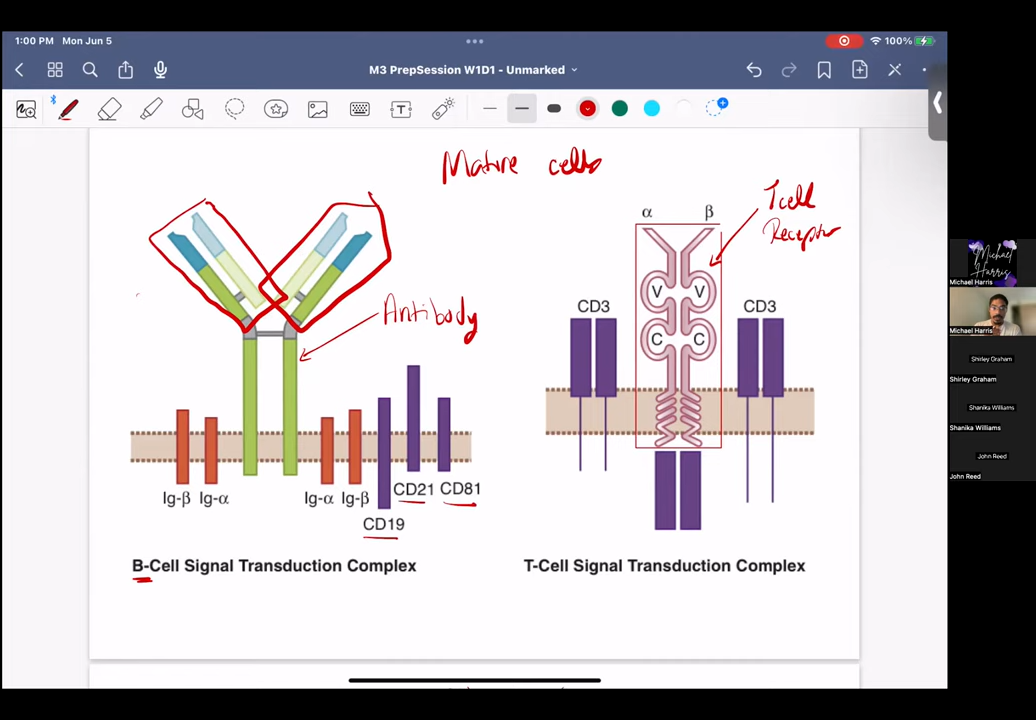 1:00 PM Mon Jun 5
100%
M3 PrepSession W1D1 - Unmarked
T
Mature cells
T cell
Receptor
α β
V V
C C
CD3
CD3
Antibody
Ig-β Ig-α
Ig-α Ig-β
CD21 CD81
CD19
B-Cell Signal Transduction Complex
T-Cell Signal Transduction Complex
Michael
Harris
Michael Harris
Michael Harris
Shirley Graham
Shirley Graham
Shanika Williams
Shanika Williams
John Reed
John Reed